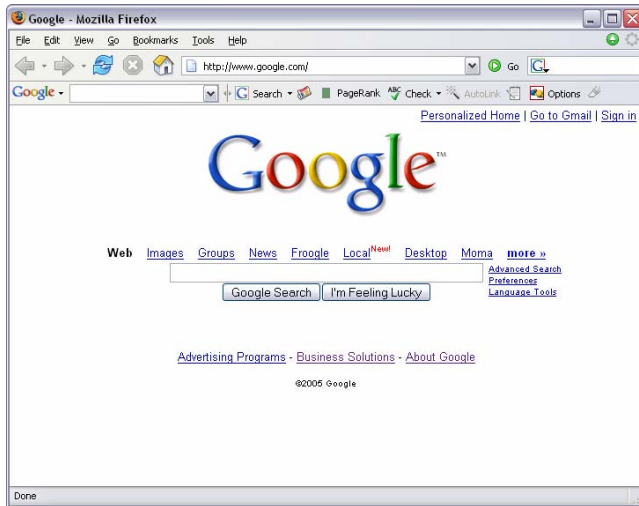 Google - Mozilla Firefox
File Edit View Go Bookmarks Tools Help
http://www.google.com/ Go G
Google G Search PageRank ABC Check AutoLink Options
Personalized Home | Go to Gmail | Sign in
Google™
Web Images Groups News Froogle Local New! Desktop Moma more »
Advanced Search
Preferences
Google Search I'm Feeling Lucky Language Tools
Advertising Programs - Business Solutions - About Google
©2005 Google
Done